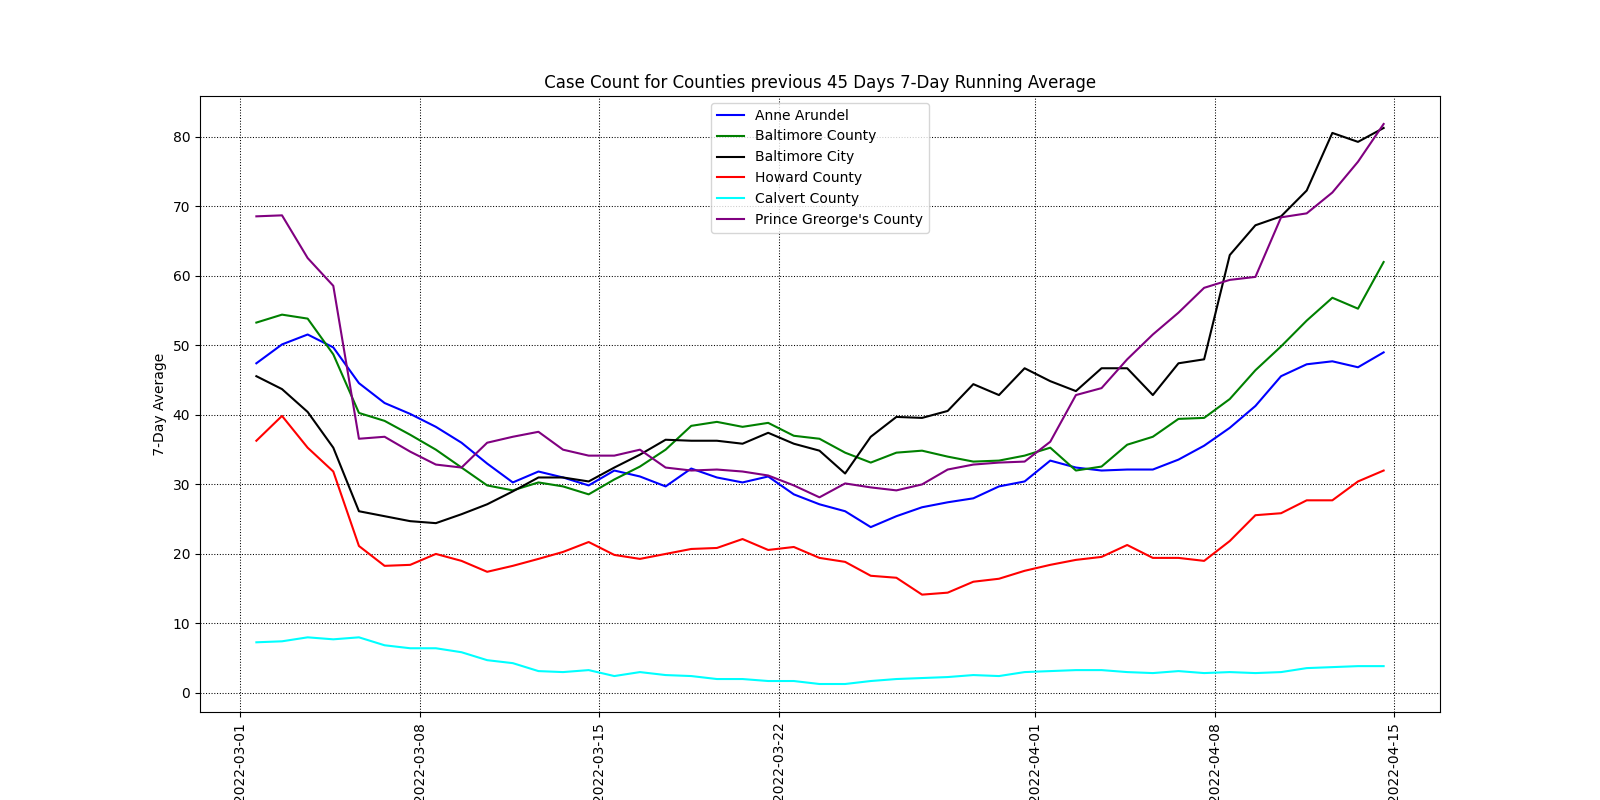 Case Count for Counties previous 45 Days 7-Day Running Average
Anne Arundel
Baltimore County
Baltimore City
Howard County
Calvert County
Prince Greorge's County
7-Day Average
80
70
60
50
40
30
20
10
0
2022-03-01
2022-03-08
2022-03-15
2022-03-22
2022-04-01
2022-04-08
2022-04-15